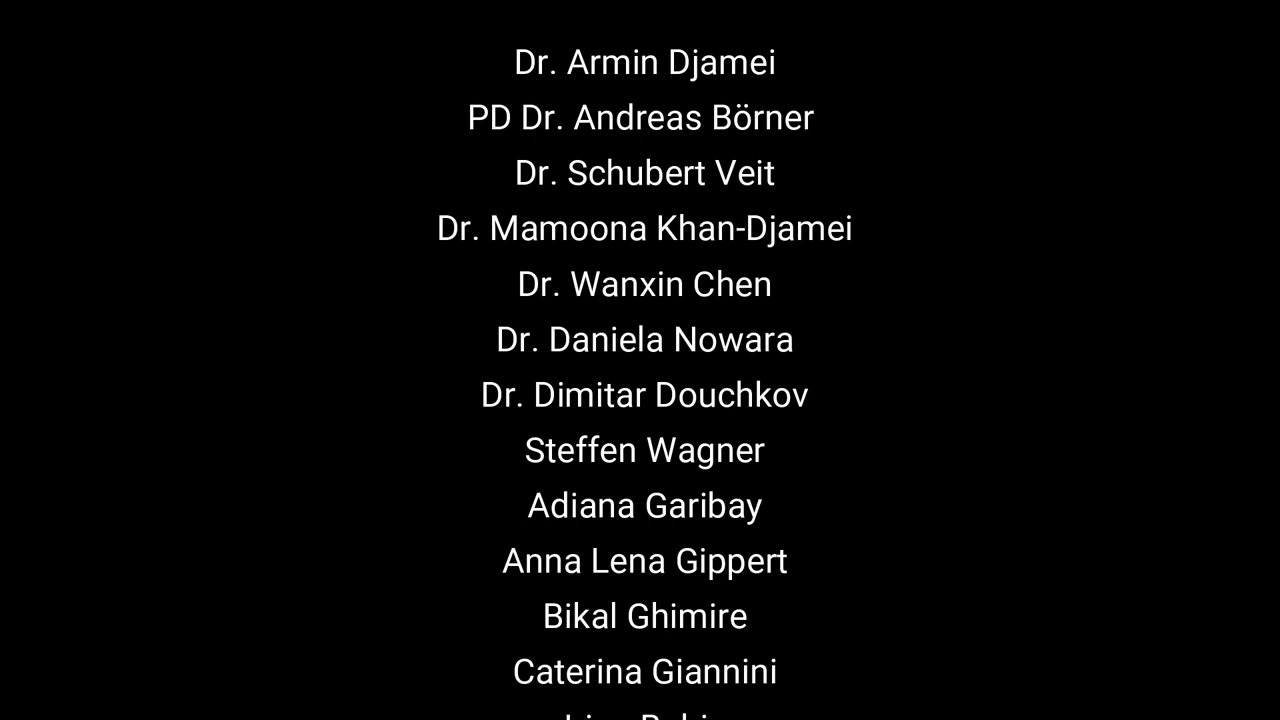 Dr. Armin Djamei
PD Dr. Andreas Börner
Dr. Schubert Veit
Dr. Mamoona Khan-Djamei
Dr. Wanxin Chen
Dr. Daniela Nowara
Dr. Dimitar Douchkov
Steffen Wagner
Adiana Garibay
Anna Lena Gippert
Bikal Ghimire
Caterina Giannini